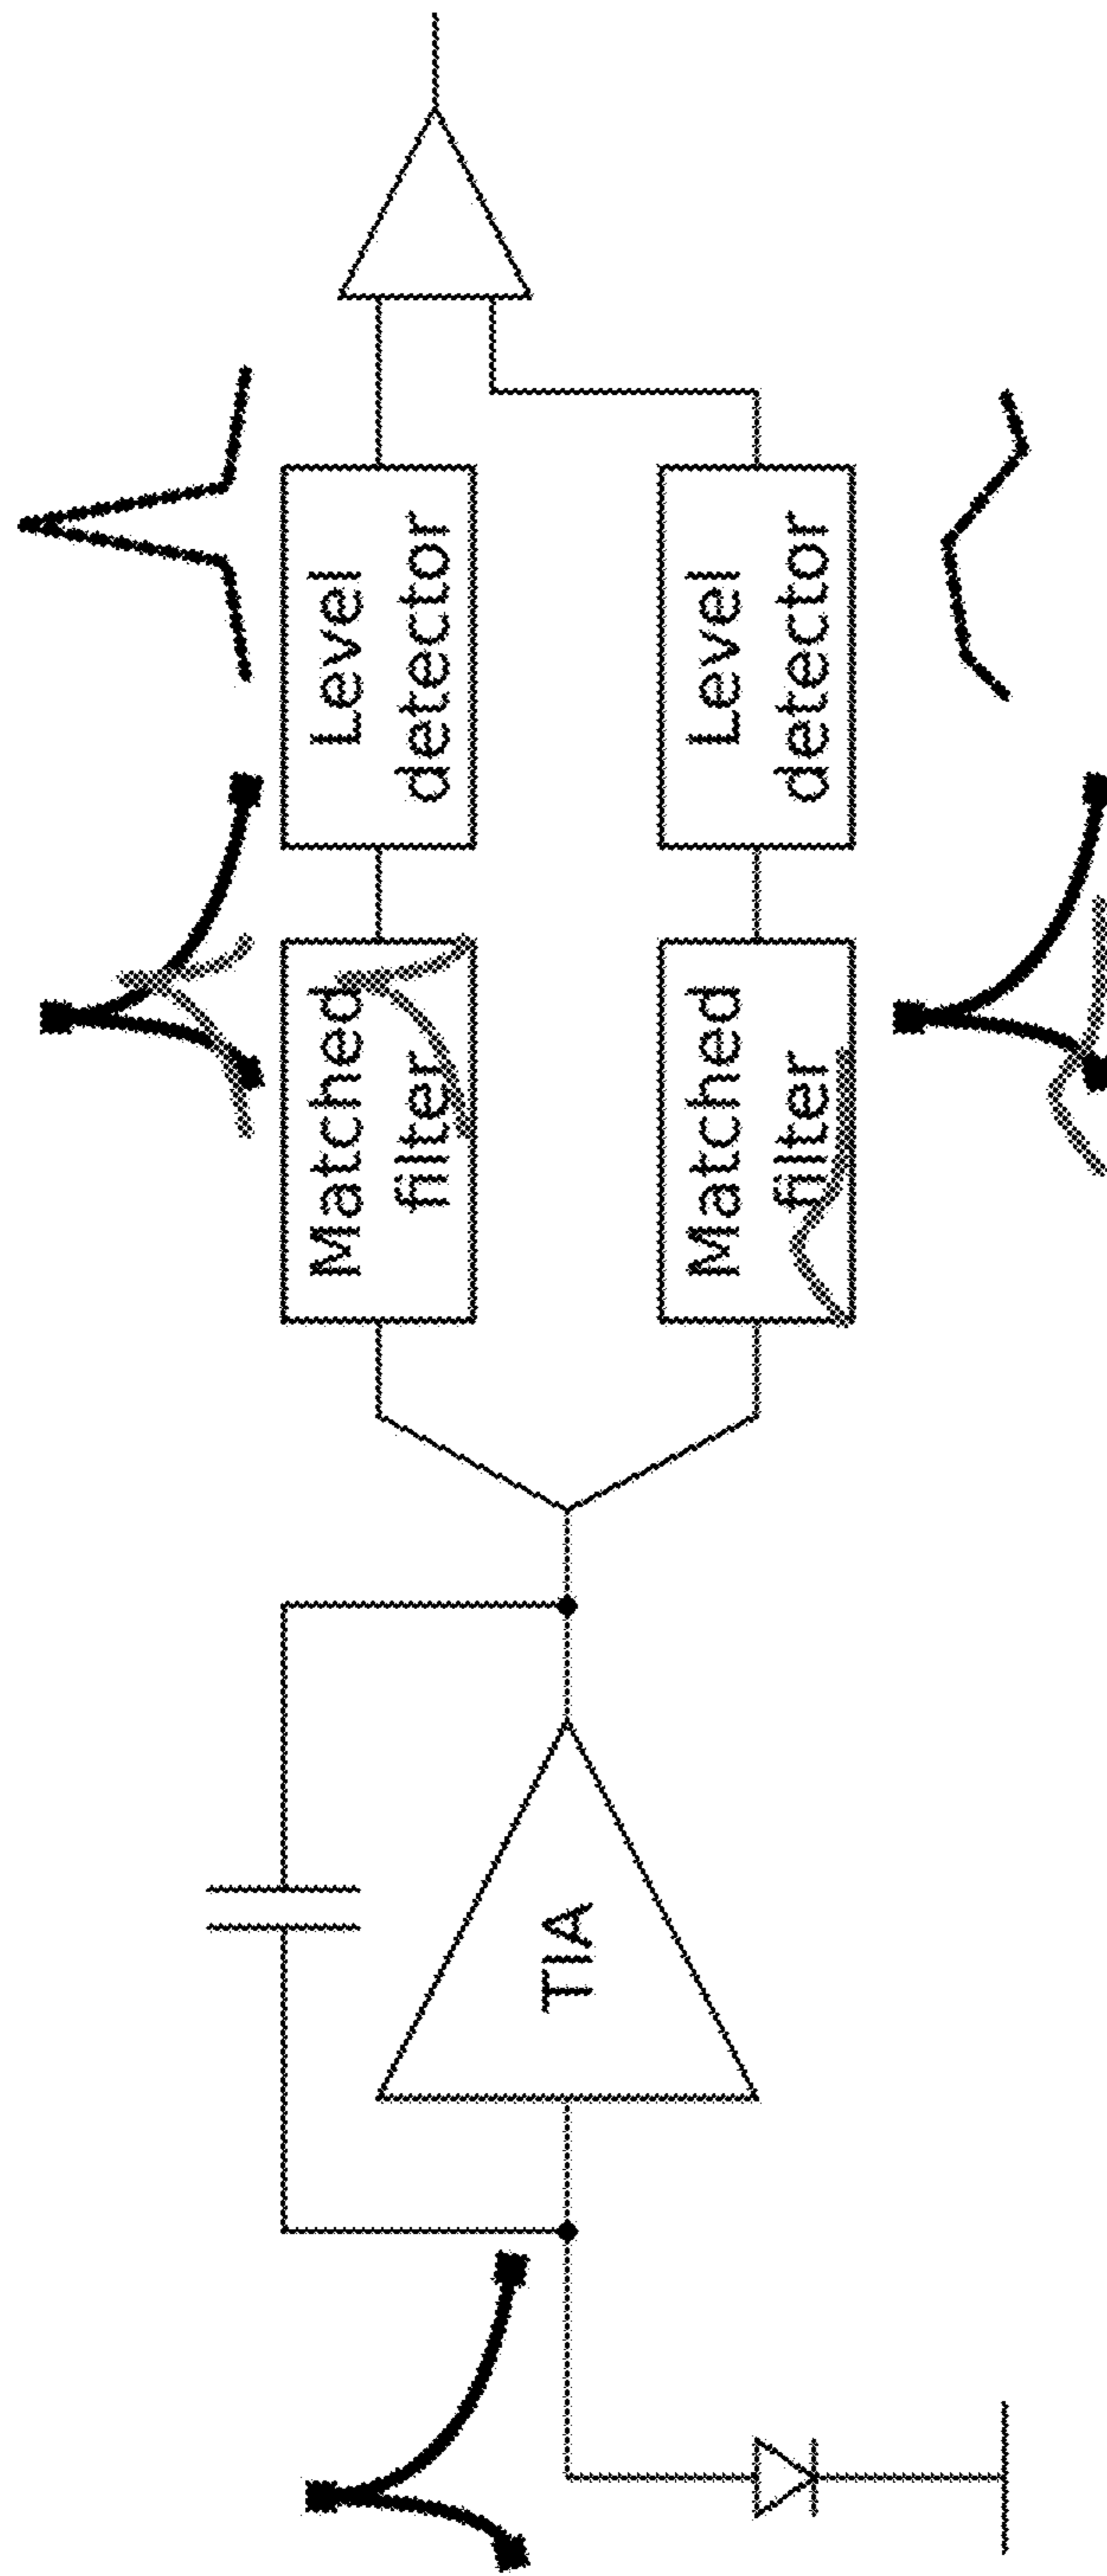 TIA
Matched
filter
Level
detector
Matched
filter
Level
detector